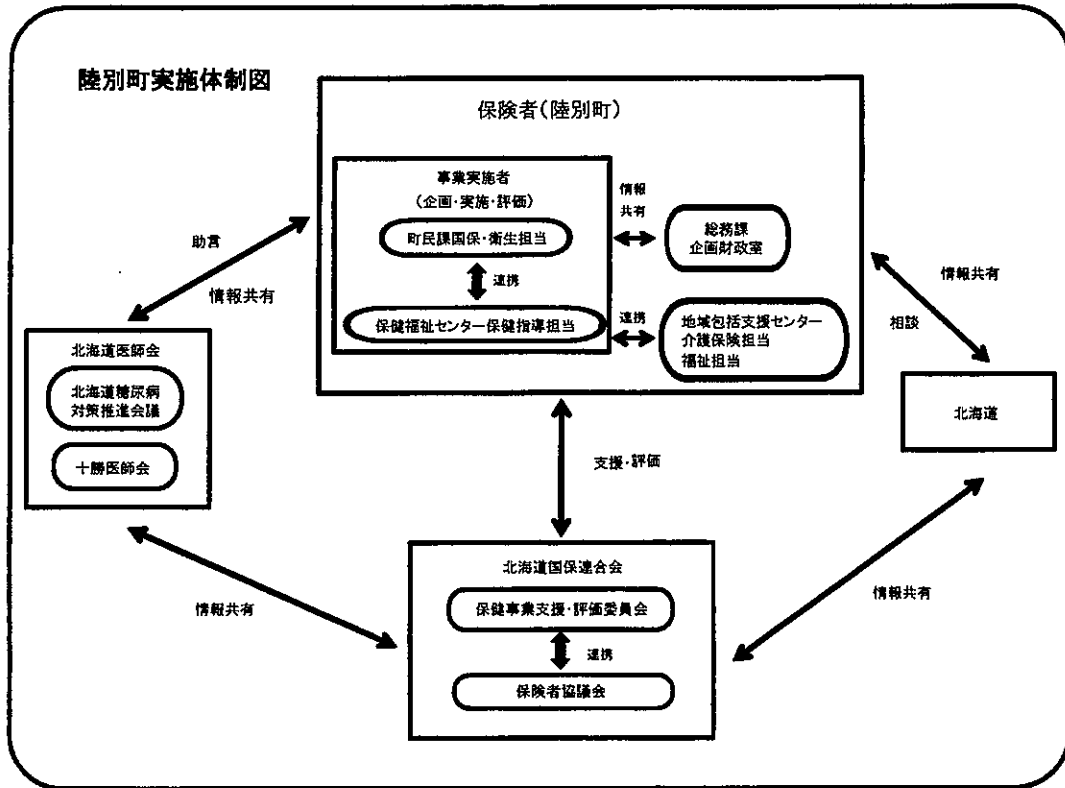 陸別町実施体制図
保険者(陸別町)
事業実施者
(企画・実施・評価)
町民課国保・衛生担当
連携
保健福祉センター保健指導担当
情報
共有
総務課
企画財政室
連携
地域包括支援センター
介護保険担当
福祉担当
助言
情報共有
情報共有
相談
北海道医師会
北海道糖尿病
対策推進会議
十勝医師会
北海道
支援・評価
北海道国保連合会
保健事業支援・評価委員会
連携
保険者協議会
情報共有
情報共有